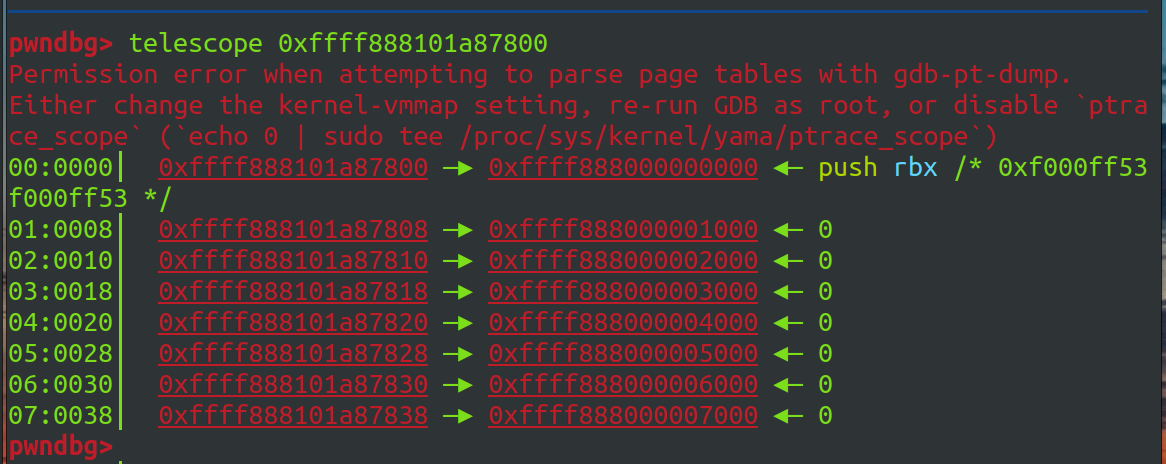 pwndbg> telescope 0xffff888101a87800
Permission error when attempting to parse page tables with gdb-pt-dump.
Either change the kernel-vmmap setting, re-run GDB as root, or disable `ptra
ce_scope` (`echo 0 | sudo tee /proc/sys/kernel/yama/ptrace_scope`)
00:0000│  0xffff888101a87800 —▸ 0xffff888000000000 ◂— push rbx /* 0xf000ff53
f000ff53 */
01:0008│  0xffff888101a87808 —▸ 0xffff888000001000 ◂— 0
02:0010│  0xffff888101a87810 —▸ 0xffff888000002000 ◂— 0
03:0018│  0xffff888101a87818 —▸ 0xffff888000003000 ◂— 0
04:0020│  0xffff888101a87820 —▸ 0xffff888000004000 ◂— 0
05:0028│  0xffff888101a87828 —▸ 0xffff888000005000 ◂— 0
06:0030│  0xffff888101a87830 —▸ 0xffff888000006000 ◂— 0
07:0038│  0xffff888101a87838 —▸ 0xffff888000007000 ◂— 0
pwndbg>